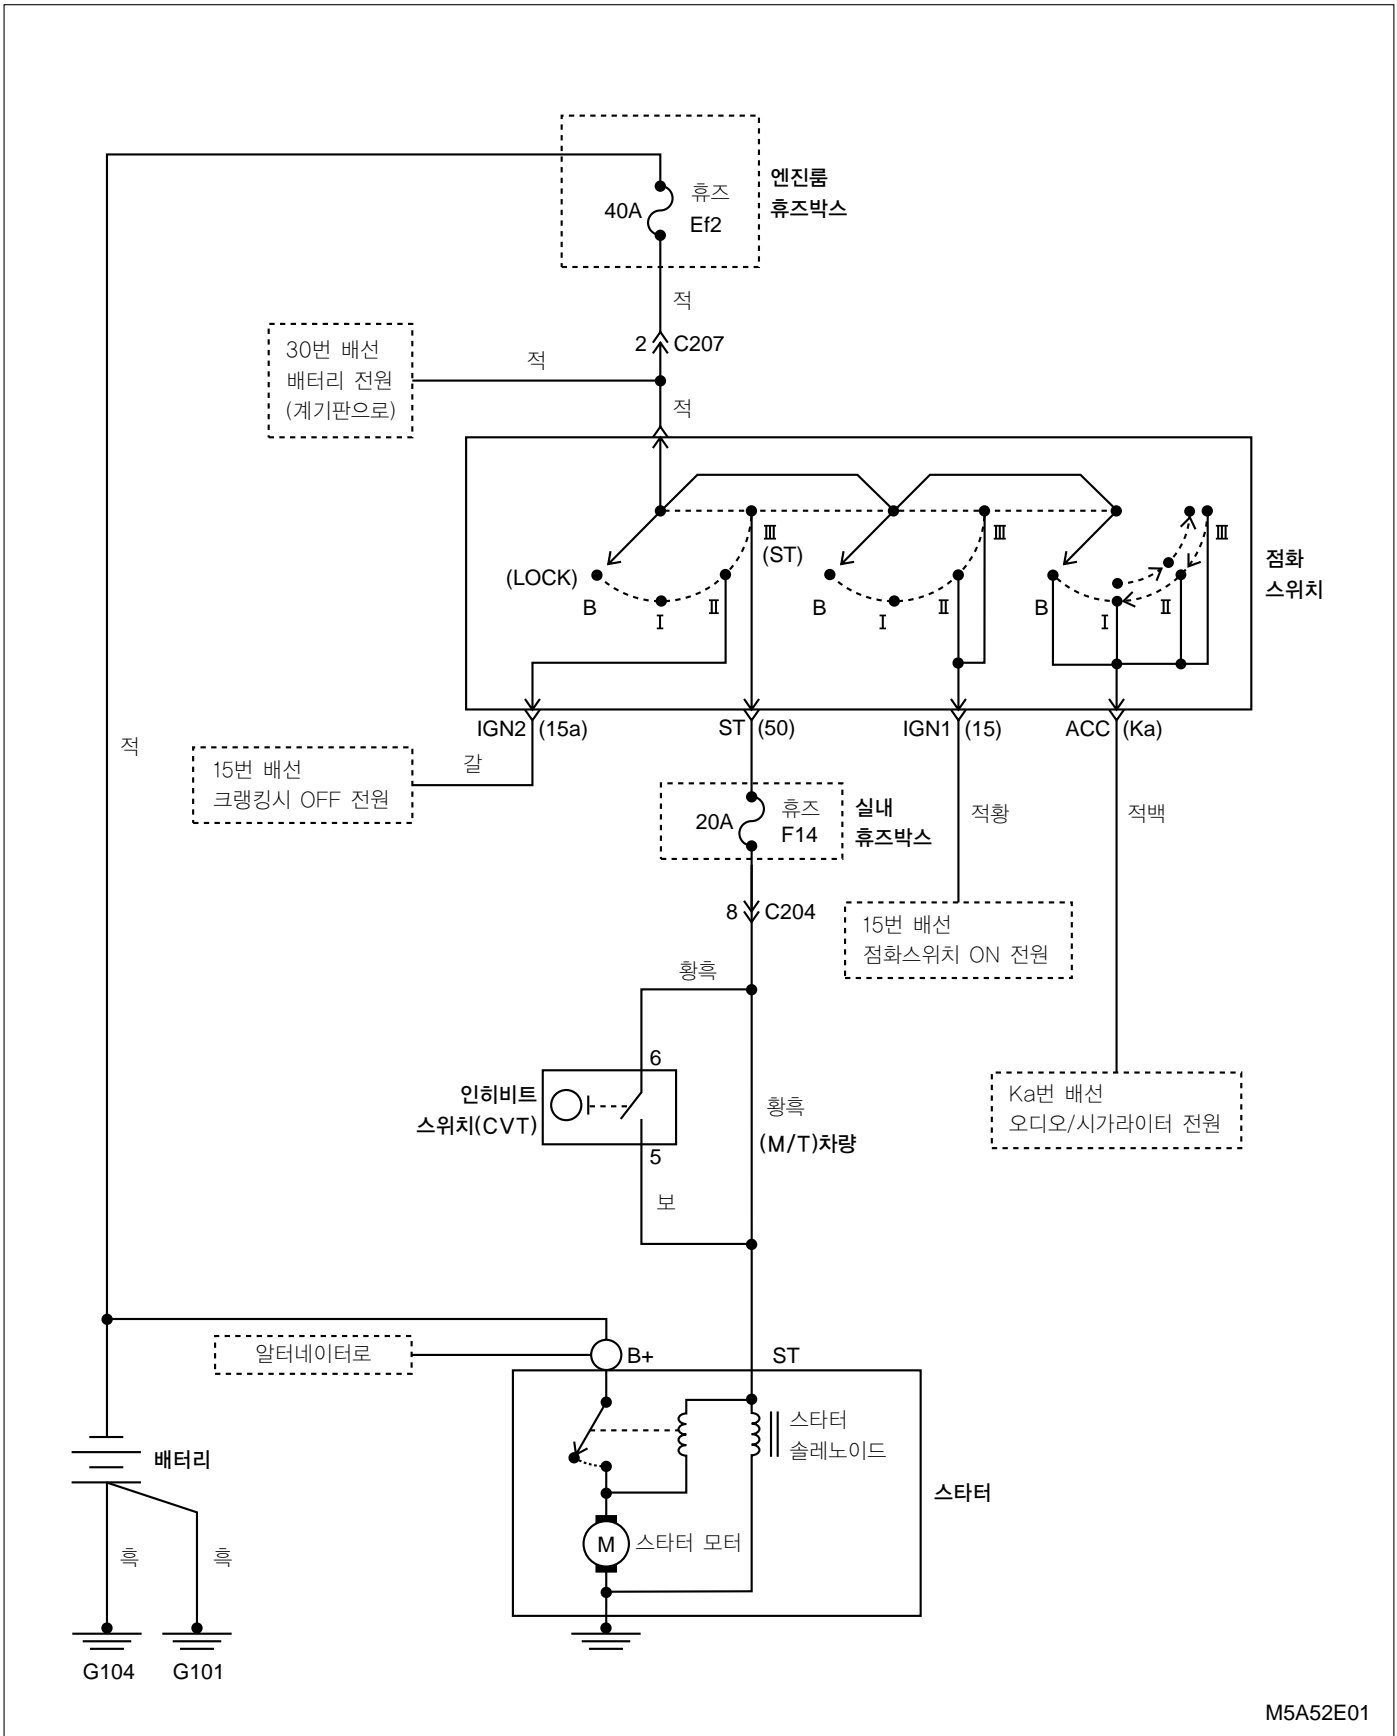 엔진룸
휴즈박스
40A
휴즈
Ef2
적
2
C207
30번 배선
배터리 전원
(계기판으로)
적
적
(LOCK)
B
I
II
III
(ST)
B
I
II
III
B
I
II
III
점화
스위치
IGN2
(15a)
ST
(50)
IGN1
(15)
ACC
(Ka)
적
15번 배선
크랭킹시 OFF 전원
갈
20A
휴즈
F14
실내
휴즈박스
적황
적백
8
C204
15번 배선
점화스위치 ON 전원
황흑
6
인히비트
스위치(CVT)
5
황흑
(M/T)차량
Ka번 배선
오디오/시가라이터 전원
보
알터네이터로
B+
ST
스타터
솔레노이드
배터리
스타터
M
스타터 모터
흑
흑
G104
G101
M5A52E01